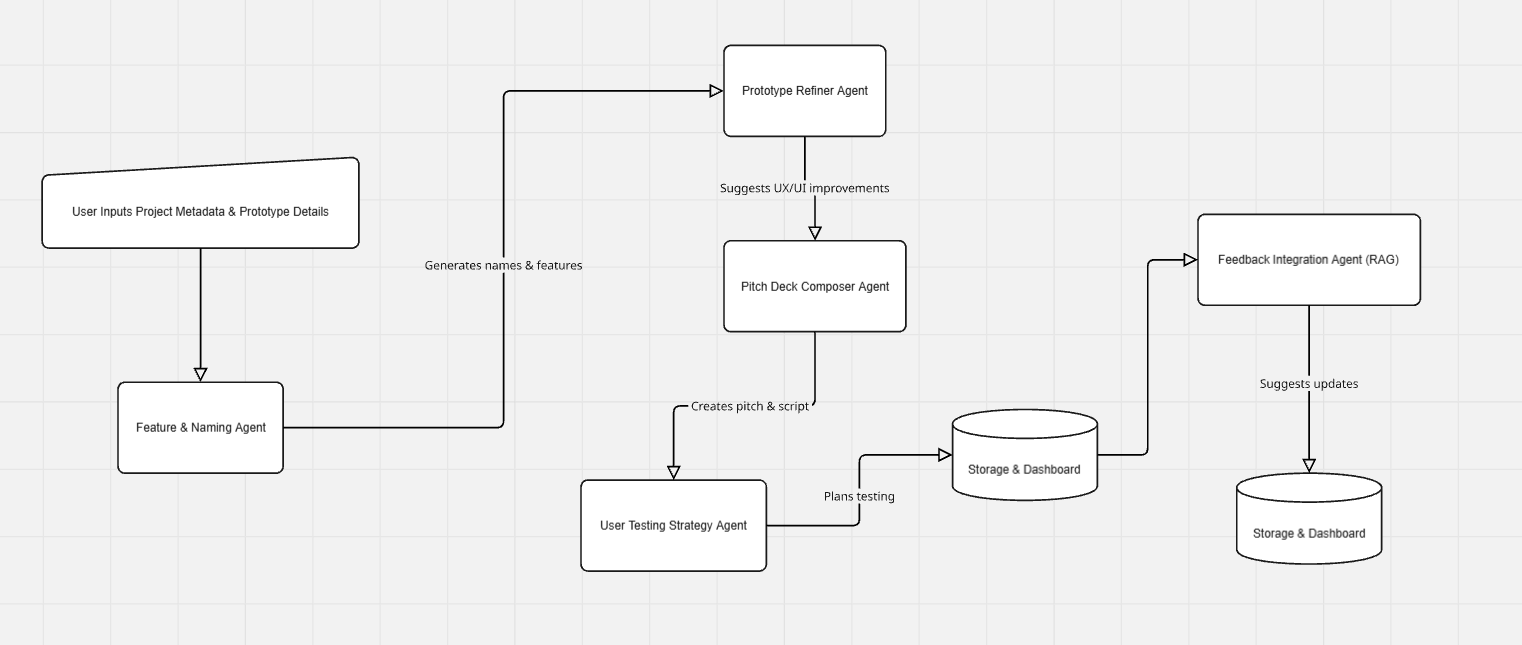 User Inputs Project Metadata & Prototype Details
Feature & Naming Agent
Generates names & features
Prototype Refiner Agent
Suggests UX/UI improvements
Pitch Deck Composer Agent
Creates pitch & script
User Testing Strategy Agent
Plans testing
Storage & Dashboard
Feedback Integration Agent (RAG)
Suggests updates
Storage & Dashboard